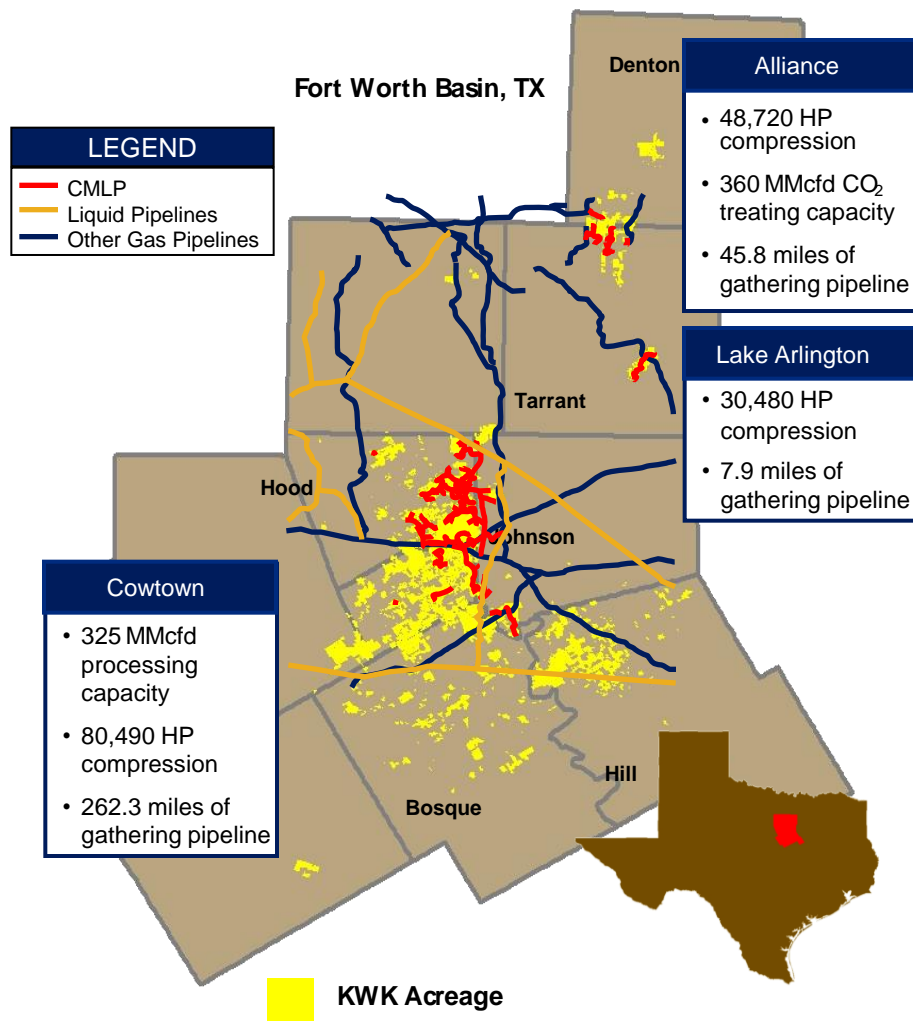 Fort Worth Basin, TX
LEGEND
CMLP
Liquid Pipelines
Other Gas Pipelines
Denton
Alliance
• 48,720 HP
compression
• 360 MMcfd CO₂
treating capacity
• 45.8 miles of
gathering pipeline
Lake Arlington
• 30,480 HP
compression
• 7.9 miles of
gathering pipeline
Tarrant
Hood
Johnson
Cowtown
• 325 MMcfd
processing
capacity
• 80,490 HP
compression
• 262.3 miles of
gathering pipeline
Hill
Bosque
KWK Acreage